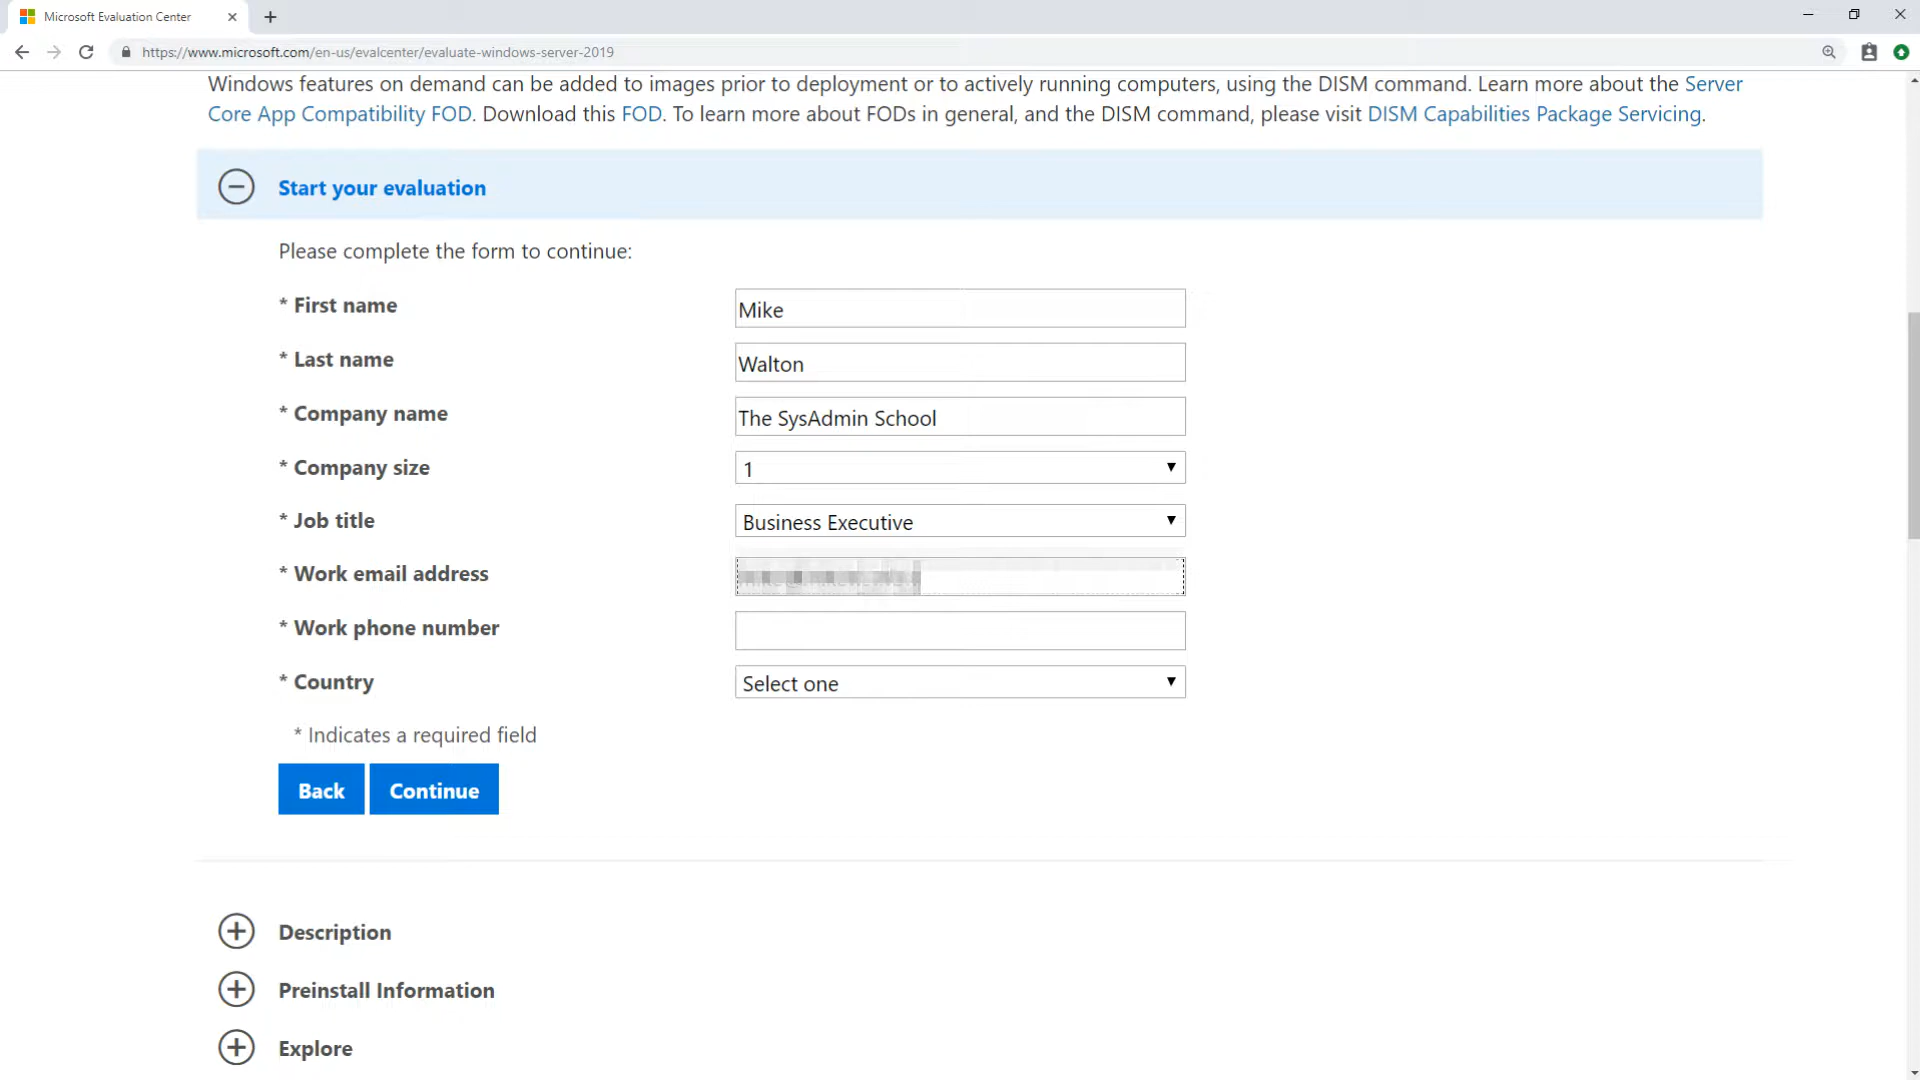 Microsoft Evaluation Center
https://www.microsoft.com/en-us/evalcenter/evaluate-windows-server-2019
Windows features on demand can be added to images prior to deployment or to actively running computers, using the DISM command. Learn more about the Server
Core App Compatibility FOD. Download this FOD. To learn more about FODs in general, and the DISM command, please visit DISM Capabilities Package Servicing.
Start your evaluation
Please complete the form to continue:
* First name
Mike
* Last name
Walton
* Company name
The SysAdmin School
* Company size
1
* Job title
Business Executive
* Work email address
* Work phone number
* Country
Select one
* Indicates a required field
Back
Continue
Description
Preinstall Information
Explore